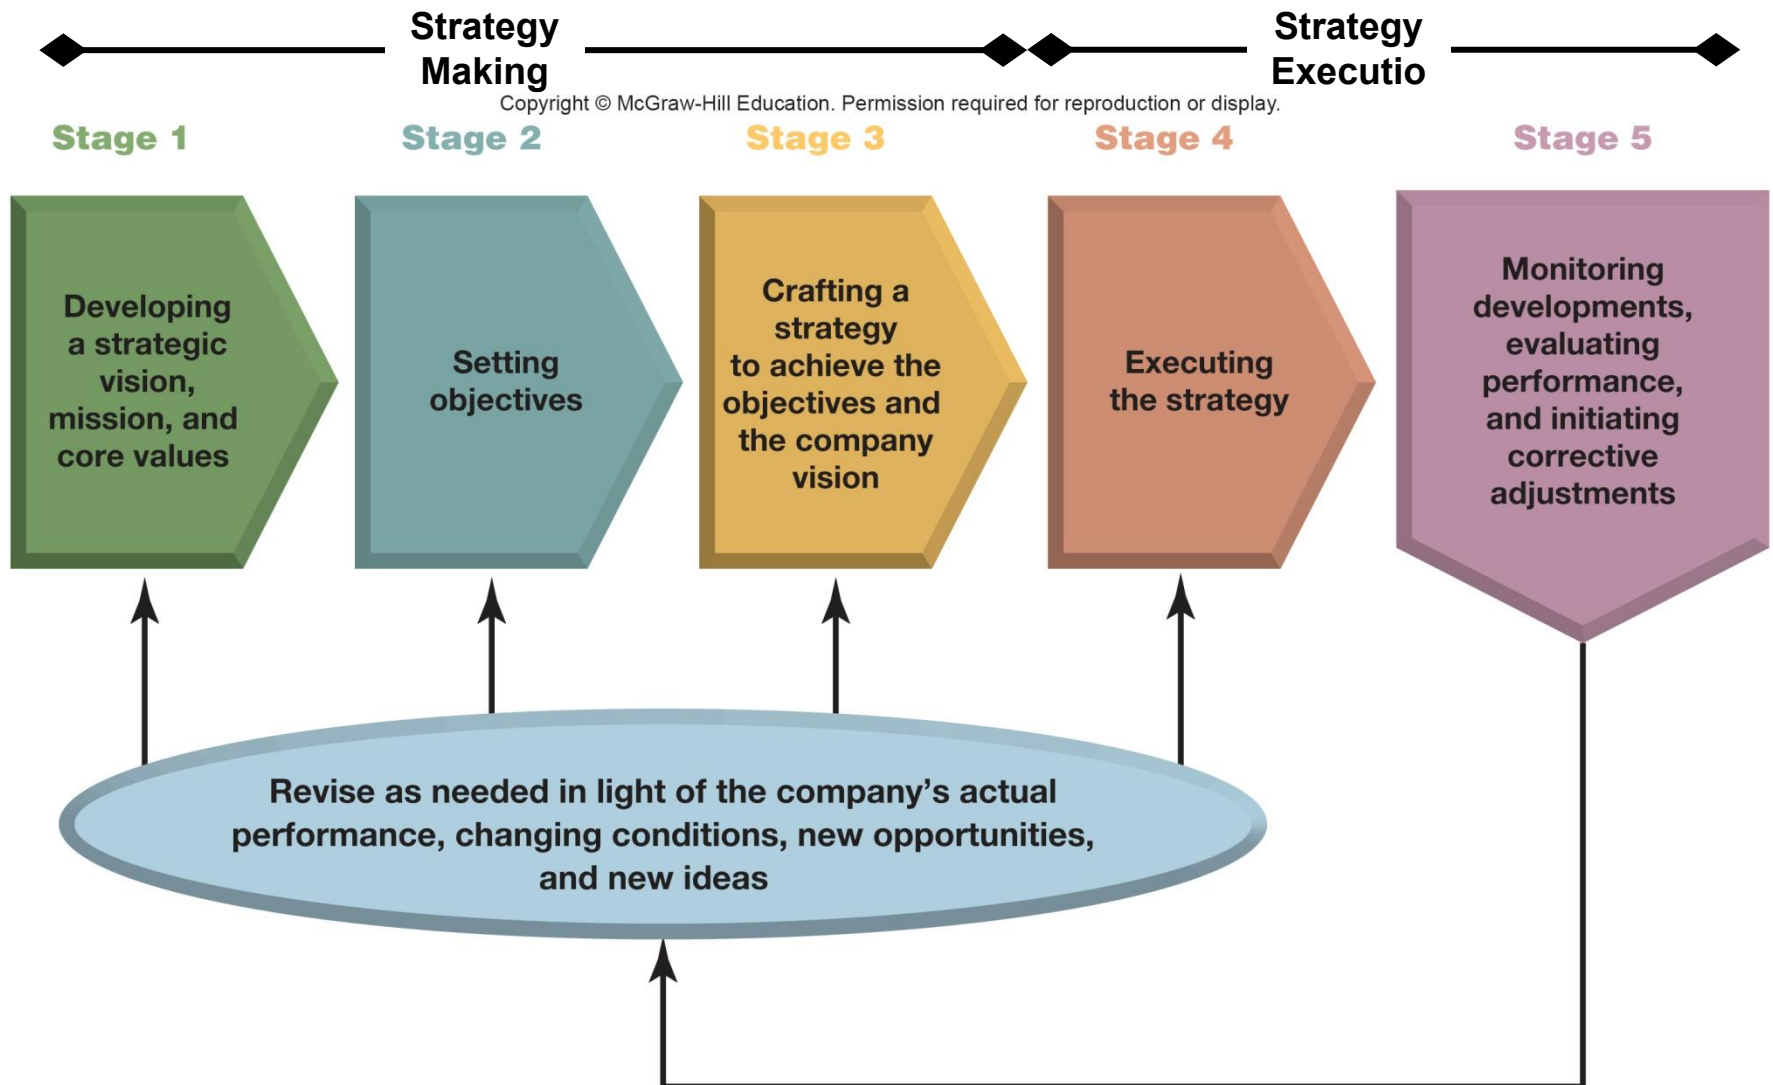 Strategy
Making
Strategy
Executio
Copyright © McGraw-Hill Education. Permission required for reproduction or display.
Stage 1
Stage 2
Stage 3
Stage 4
Stage 5
Developing
a strategic
vision,
mission, and
core values
Setting
objectives
Crafting a
strategy
to achieve the
objectives and
the company
vision
Executing
the strategy
Monitoring
developments,
evaluating
performance,
and initiating
corrective
adjustments
Revise as needed in light of the company’s actual
performance, changing conditions, new opportunities,
and new ideas